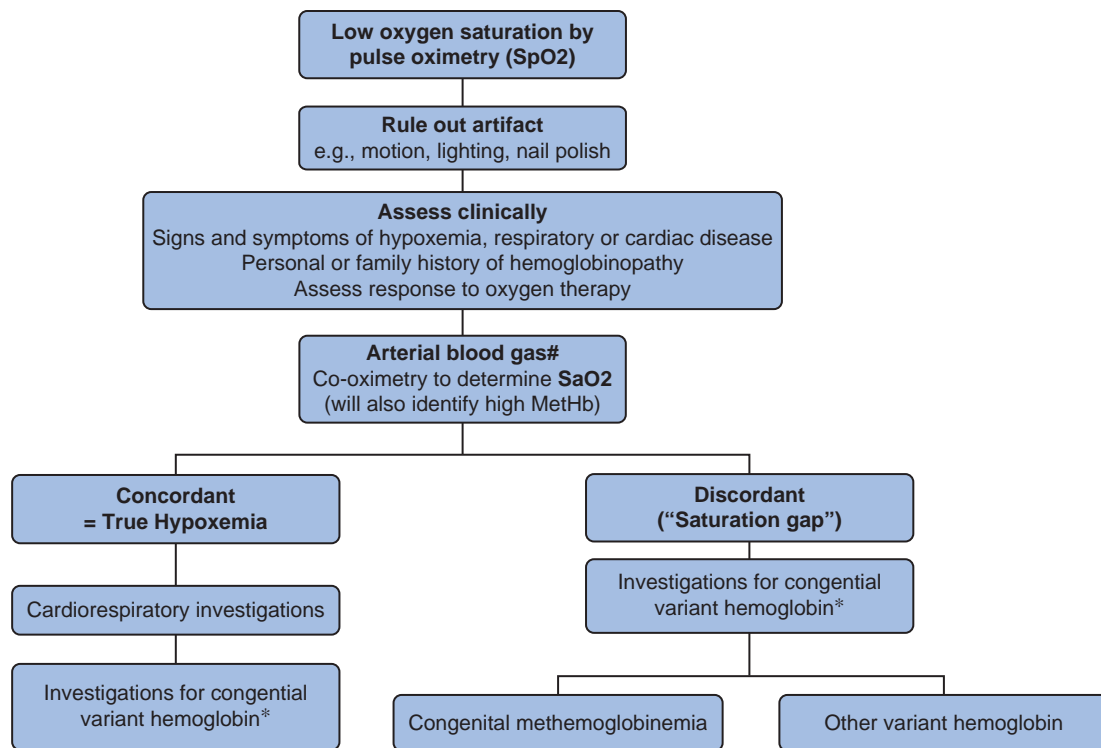 Low oxygen saturation by
pulse oximetry (SpO2)
Rule out artifact
e.g., motion, lighting, nail polish
Assess clinically
Signs and symptoms of hypoxemia, respiratory or cardiac disease
Personal or family history of hemoglobinopathy
Assess response to oxygen therapy
Arterial blood gas#
Co-oximetry to determine SaO2
(will also identify high MetHb)
Concordant
= True Hypoxemia
Cardiorespiratory investigations
Investigations for congential
variant hemoglobin*
Discordant
(“Saturation gap”)
Investigations for congential
variant hemoglobin*
Congenital methemoglobinemia
Other variant hemoglobin